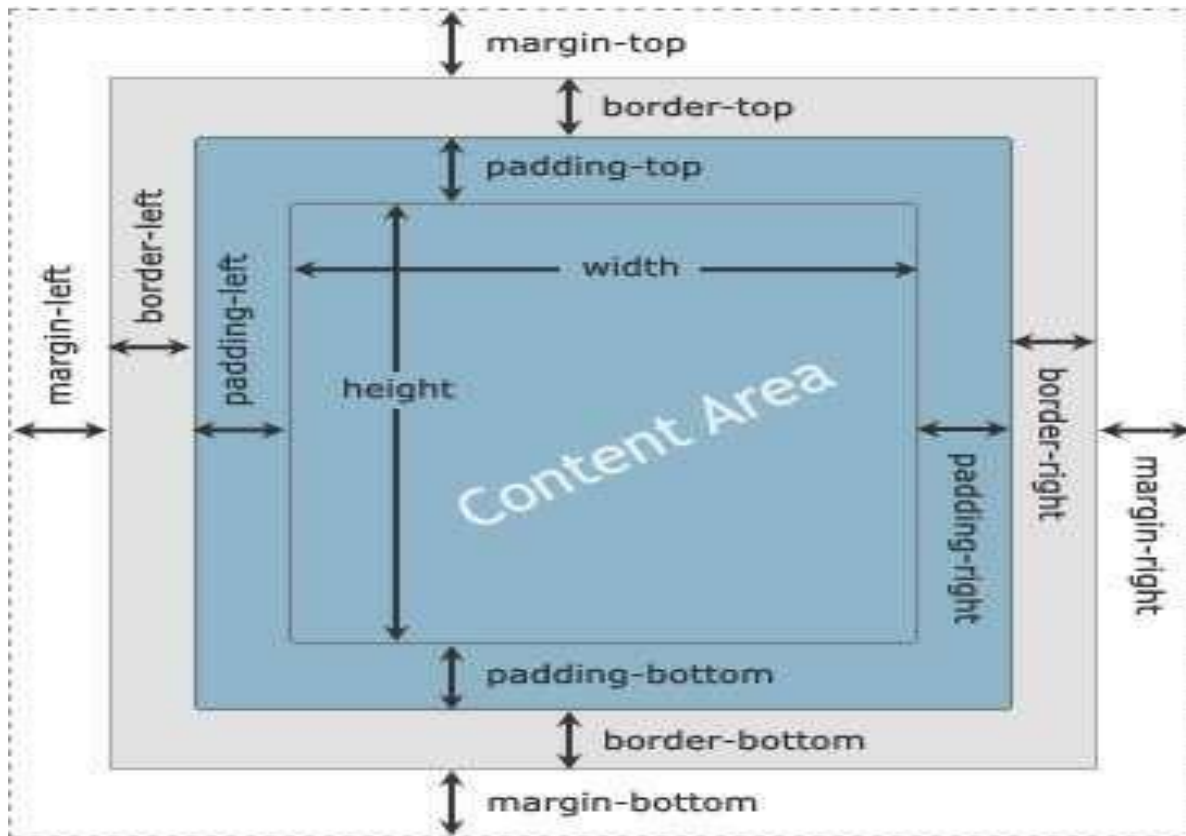 margin-top
border-top
padding-top
width
height
Content Area
margin-left
border-left
padding-left
padding-right
border-right
margin-right
padding-bottom
border-bottom
margin-bottom